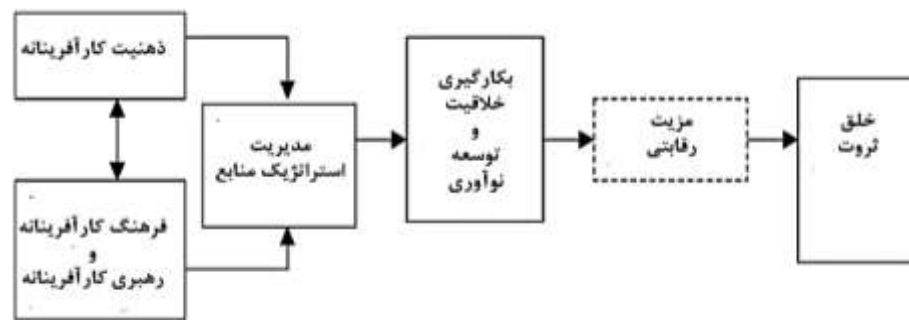 ذهنیت کارآفرینانه
فرهنگ کارآفرینانه
و
رهبری کارآفرینانه
مدیریت
استراتژیک منابع
بکارگیری
خلاقیت
و
توسعه
نوآوری
مزیت
رقابتی
خلق
ثروت